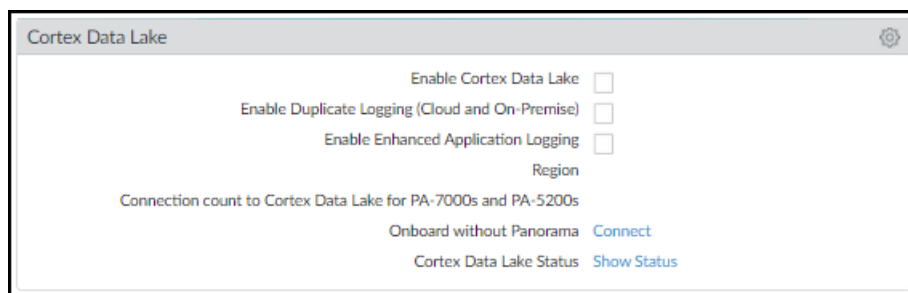 Cortex Data Lake
Enable Cortex Data Lake
Enable Duplicate Logging (Cloud and On-Premise)
Enable Enhanced Application Logging
Region
Connection count to Cortex Data Lake for PA-7000s and PA-5200s
Onboard without Panorama Connect
Cortex Data Lake Status Show Status